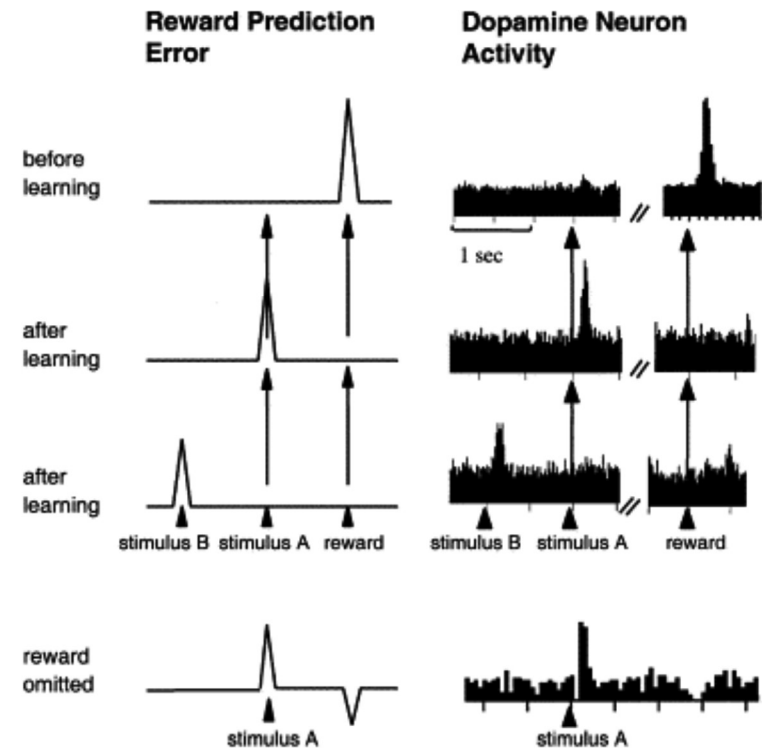 Reward Prediction
Error
Dopamine Neuron
Activity
before
learning
1 sec
after
learning
after
learning
stimulus B stimulus A reward
stimulus B stimulus A reward
reward
omitted
stimulus A
stimulus A